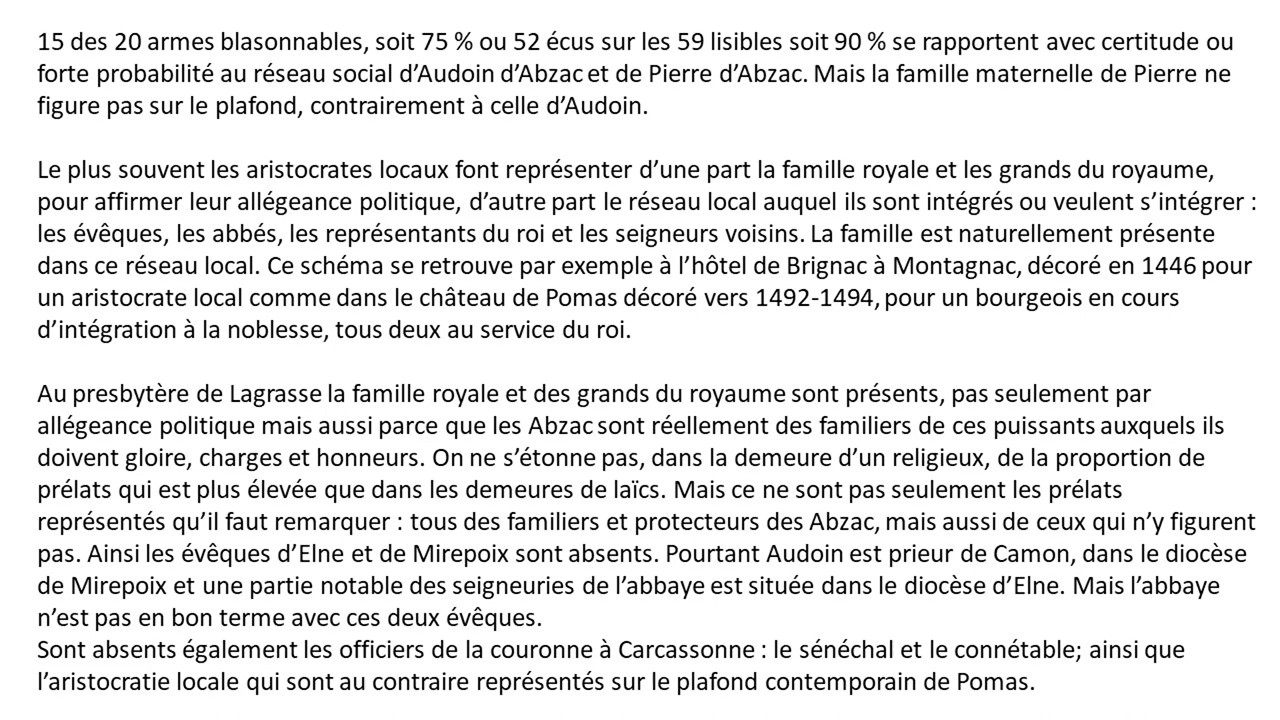 15 des 20 armes blasonnables, soit 75 % ou 52 écus sur les 59 lisibles soit 90 % se rapportent avec certitude ou
forte probabilité au réseau social d’Audoin d’Abzac et de Pierre d’Abzac. Mais la famille maternelle de Pierre ne
figure pas sur le plafond, contrairement à celle d’Audoin.
Le plus souvent les aristocrates locaux font représenter d’une part la famille royale et les grands du royaume,
pour affirmer leur allégeance politique, d’autre part le réseau local auquel ils sont intégrés ou veulent s’intégrer :
les évêques, les abbés, les représentants du roi et les seigneurs voisins. La famille est naturellement présente
dans ce réseau local. Ce schéma se retrouve par exemple à l’hôtel de Brignac à Montagnac, décoré en 1446 pour
un aristocrate local comme dans le château de Pomas décoré vers 1492-1494, pour un bourgeois en cours
d’intégration à la noblesse, tous deux au service du roi.
Au presbytère de Lagrasse la famille royale et des grands du royaume sont présents, pas seulement par
allégeance politique mais aussi parce que les Abzac sont réellement des familiers de ces puissants auxquels ils
doivent gloire, charges et honneurs. On ne s’étonne pas, dans la demeure d’un religieux, de la proportion de
prélats qui est plus élevée que dans les demeures de laïcs. Mais ce ne sont pas seulement les prélats
représentés qu’il faut remarquer : tous des familiers et protecteurs des Abzac, mais aussi de ceux qui n’y figurent
pas. Ainsi les évêques d’Elne et de Mirepoix sont absents. Pourtant Audoin est prieur de Camon, dans le diocèse
de Mirepoix et une partie notable des seigneuries de l’abbaye est située dans le diocèse d’Elne. Mais l’abbaye
n’est pas en bon terme avec ces deux évêques.
Sont absents également les officiers de la couronne à Carcassonne : le sénéchal et le connétable; ainsi que
l’aristocratie locale qui sont au contraire représentés sur le plafond contemporain de Pomas.